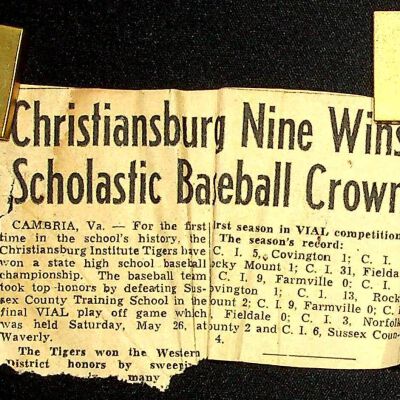 Christiansburg Nine Wins
Scholastic Baseball Crown
CAMBRIA, Va. — For the first
time in the school's history, the
Christiansburg Institute Tigers have
won a state high school baseball
championship. The baseball team
took top honors by defeating Sus-
sex County Training School in the
final VIAL play off game which
was held Saturday, May 26, at
Waverly.
The Tigers won the Western
District honors by sweeping
many
irst season in VIAL competition
The season's record:
C. I. 5, Covington 1; C. I.
cky Mount 1; C. I. 31, Fieldal
C. I. 9, Farmville 0; C. I.
vington 1; C. I. 13, Rock
ount 2; C. I. 9, Farmville 0; C.
Fieldale 0; C. I. 3, Norfolk
ounty 2 and C. I. 6, Sussex Coun-
4.